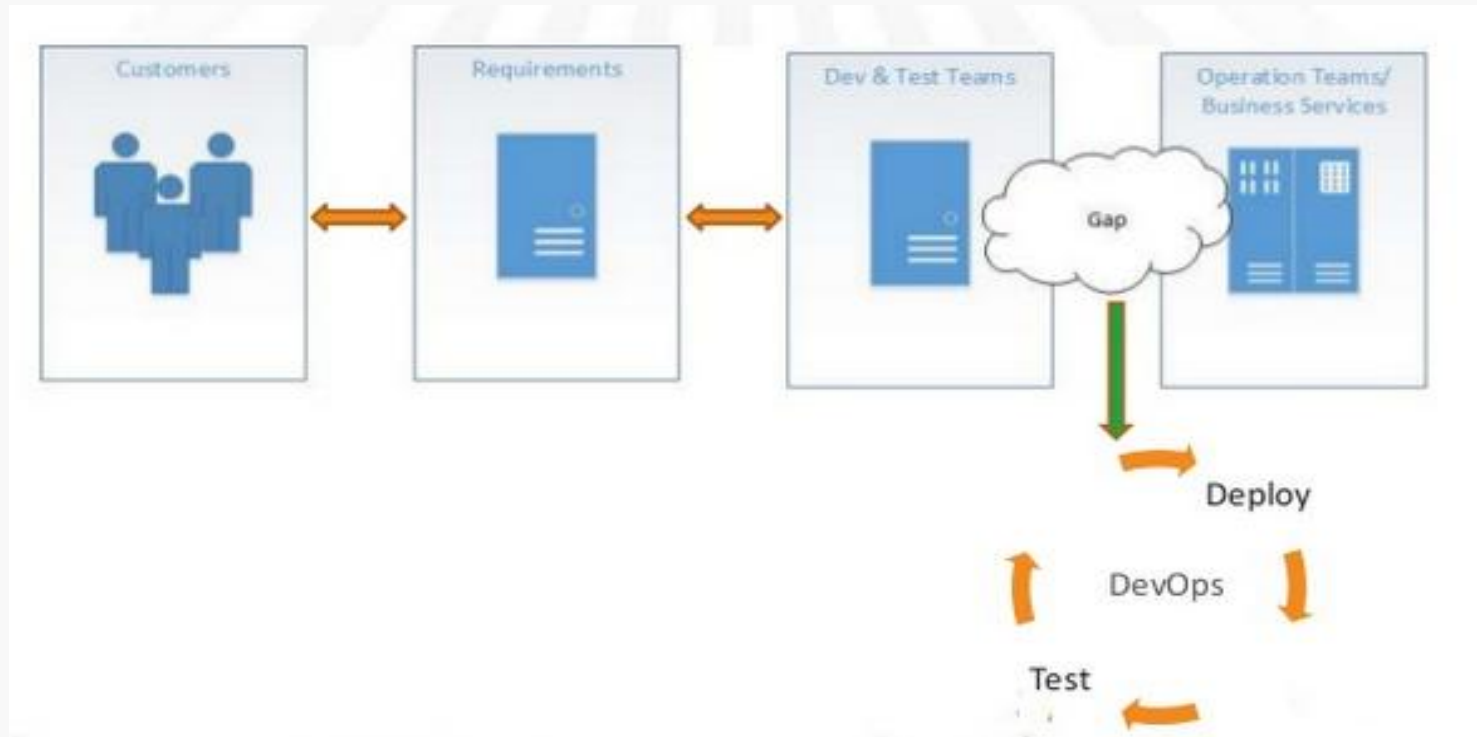 Customers
Requirements
Dev & Test Teams
Operation Teams/
Business Services
Gap
Deploy
DevOps
Test